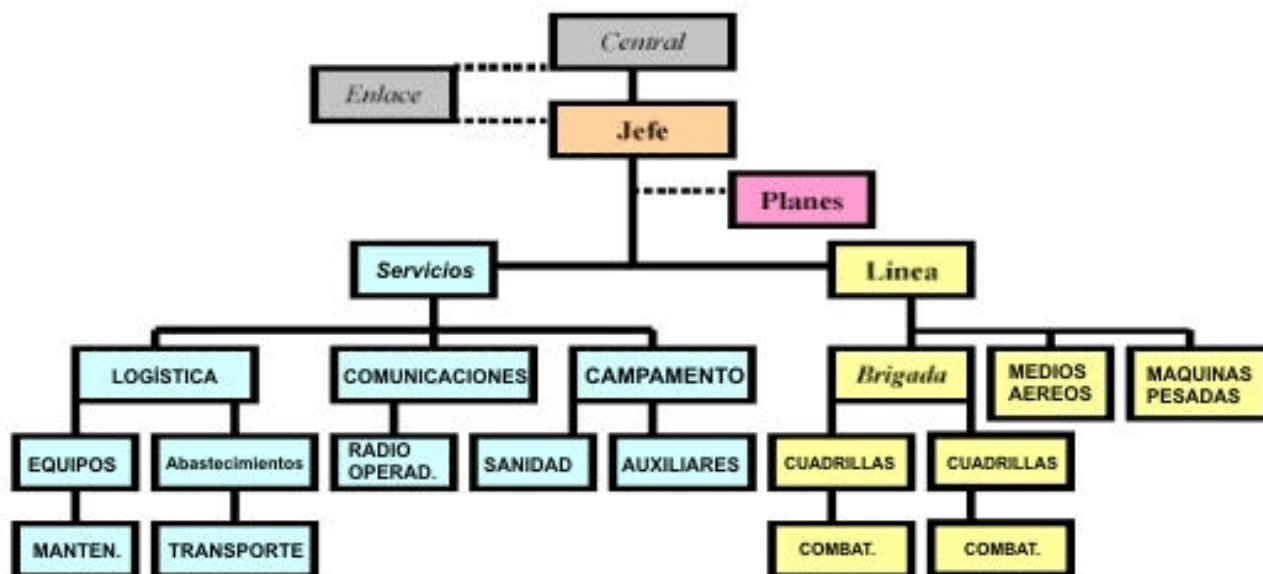 Central
Enlace
Jefe
Planes
Servicios
Línea
LOGÍSTICA
COMUNICACIONES
CAMPAMENTO
Brigada
MEDIOS
AEREOS
MAQUINAS
PESADAS
EQUIPOS
Abastecimientos
RADIO
OPERAD.
SANIDAD
AUXILIARES
CUADRILLAS
CUADRILLAS
MANTEN.
TRANSPORTE
COMBAT.
COMBAT.